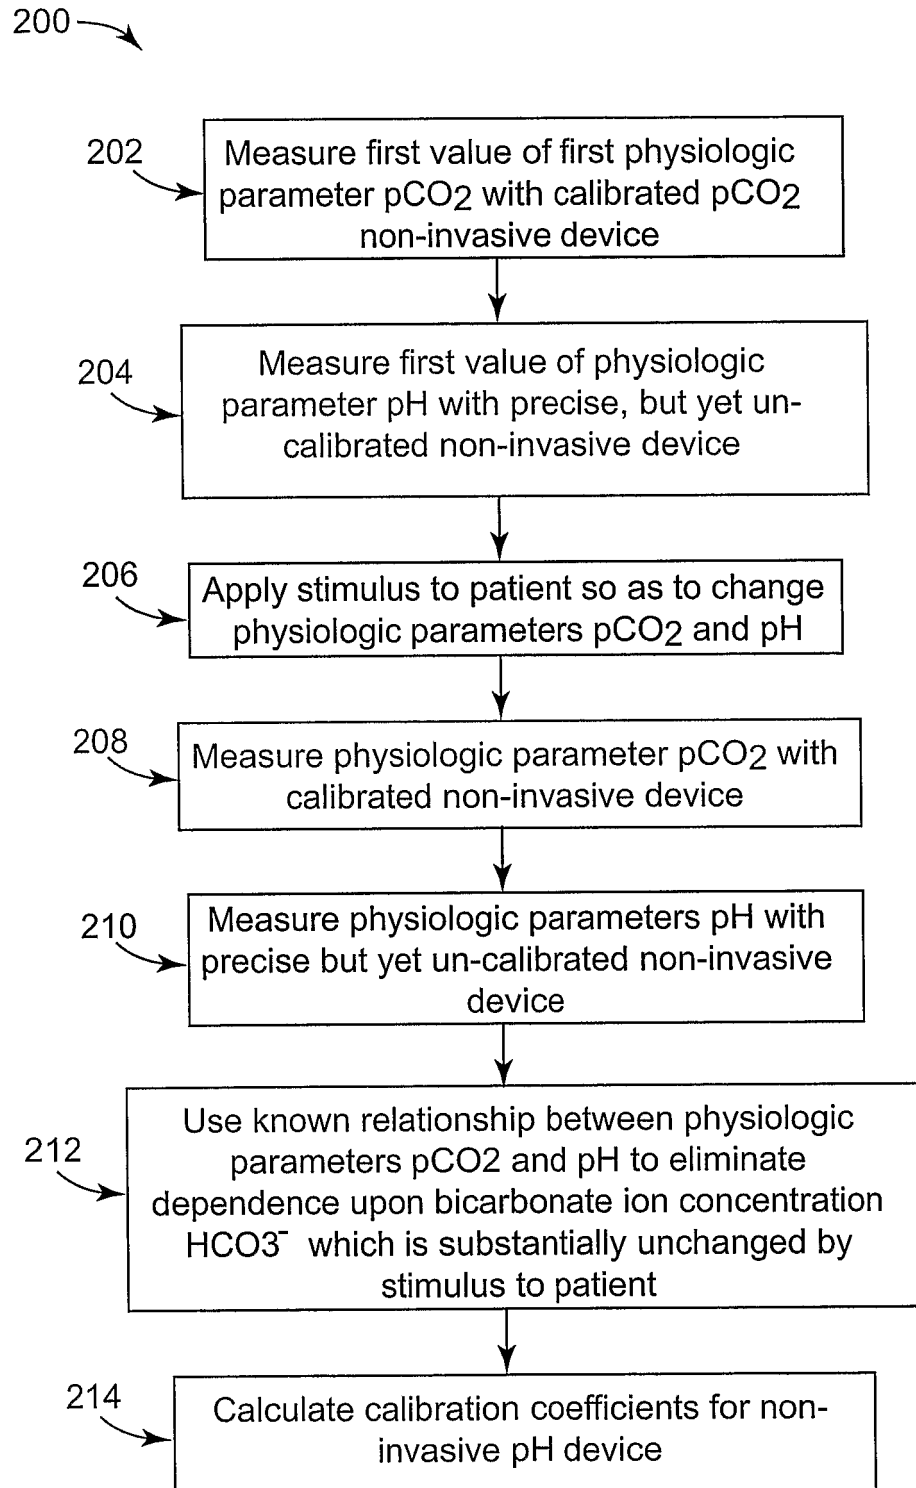 200
202
Measure first value of first physiologic
parameter pCO2 with calibrated pCO2
non-invasive device
204
Measure first value of physiologic
parameter pH with precise, but yet un-
calibrated non-invasive device
206
Apply stimulus to patient so as to change
physiologic parameters pCO2 and pH
208
Measure physiologic parameter pCO2 with
calibrated non-invasive device
210
Measure physiologic parameters pH with
precise but yet un-calibrated non-invasive
device
212
Use known relationship between physiologic
parameters pCO2 and pH to eliminate
dependence upon bicarbonate ion concentration
HCO3⁻ which is substantially unchanged by
stimulus to patient
214
Calculate calibration coefficients for non-
invasive pH device